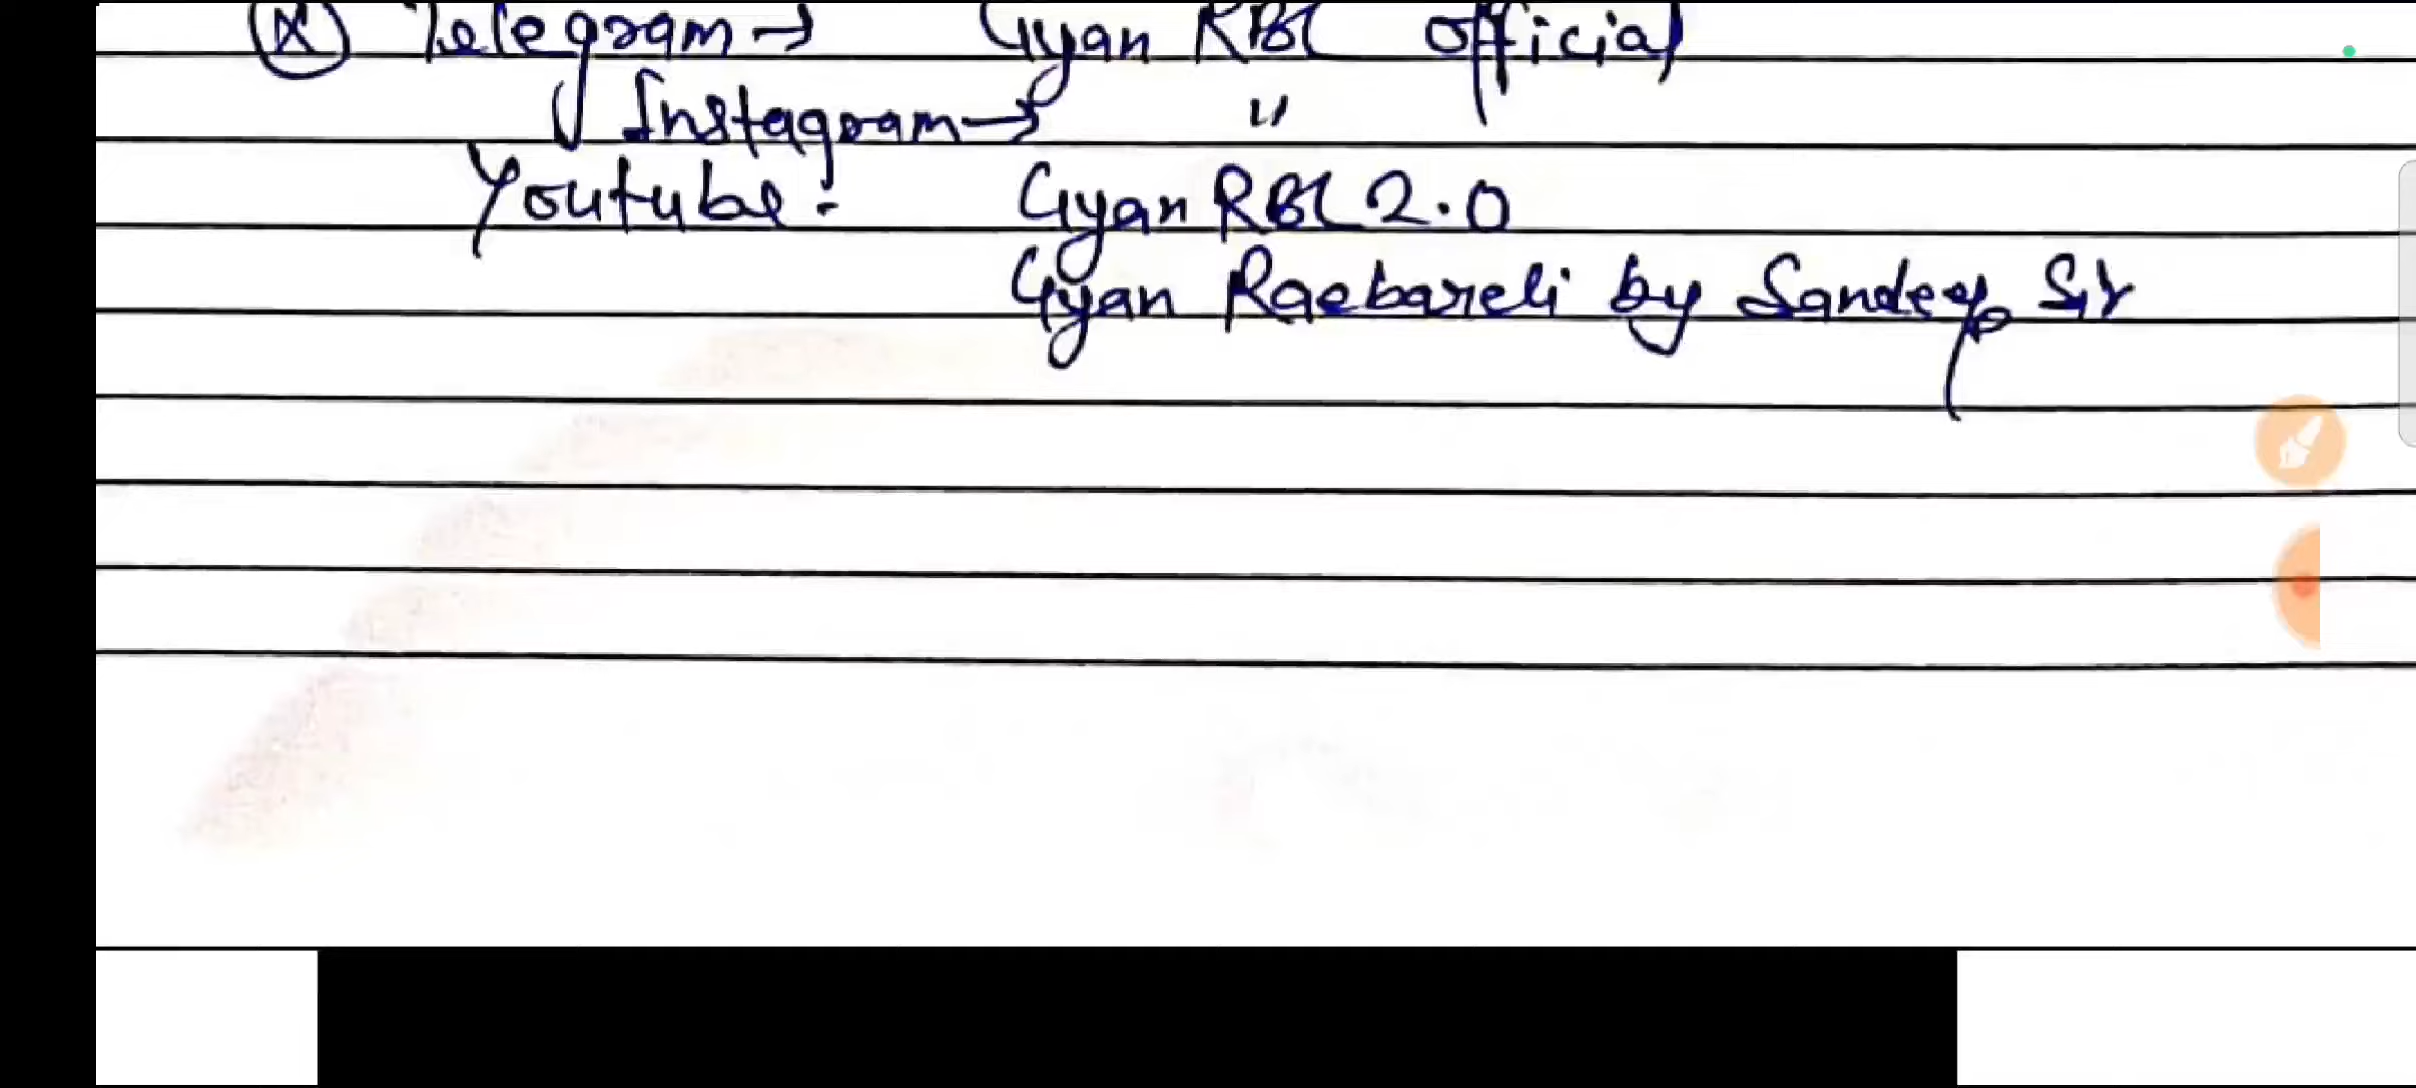 Telegram → Gyan RBL official
Instagram → "
Youtube :- Gyan RBL 2.0
Gyan Raebareli by Sandeep Sir